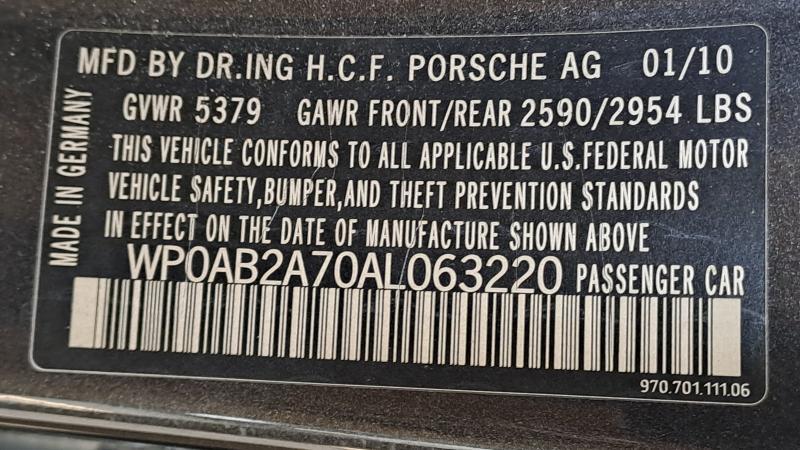 MFD BY DR.ING H.C.F. PORSCHE AG 01/10
GVWR 5379 GAWR FRONT/REAR 2590/2954 LBS
THIS VEHICLE CONFORMS TO ALL APPLICABLE U.S.FEDERAL MOTOR
VEHICLE SAFETY,BUMPER,AND THEFT PREVENTION STANDARDS
IN EFFECT ON THE DATE OF MANUFACTURE SHOWN ABOVE
WP0AB2A70AL063220 PASSENGER CAR
970.701.111.06
MADE IN GERMANY